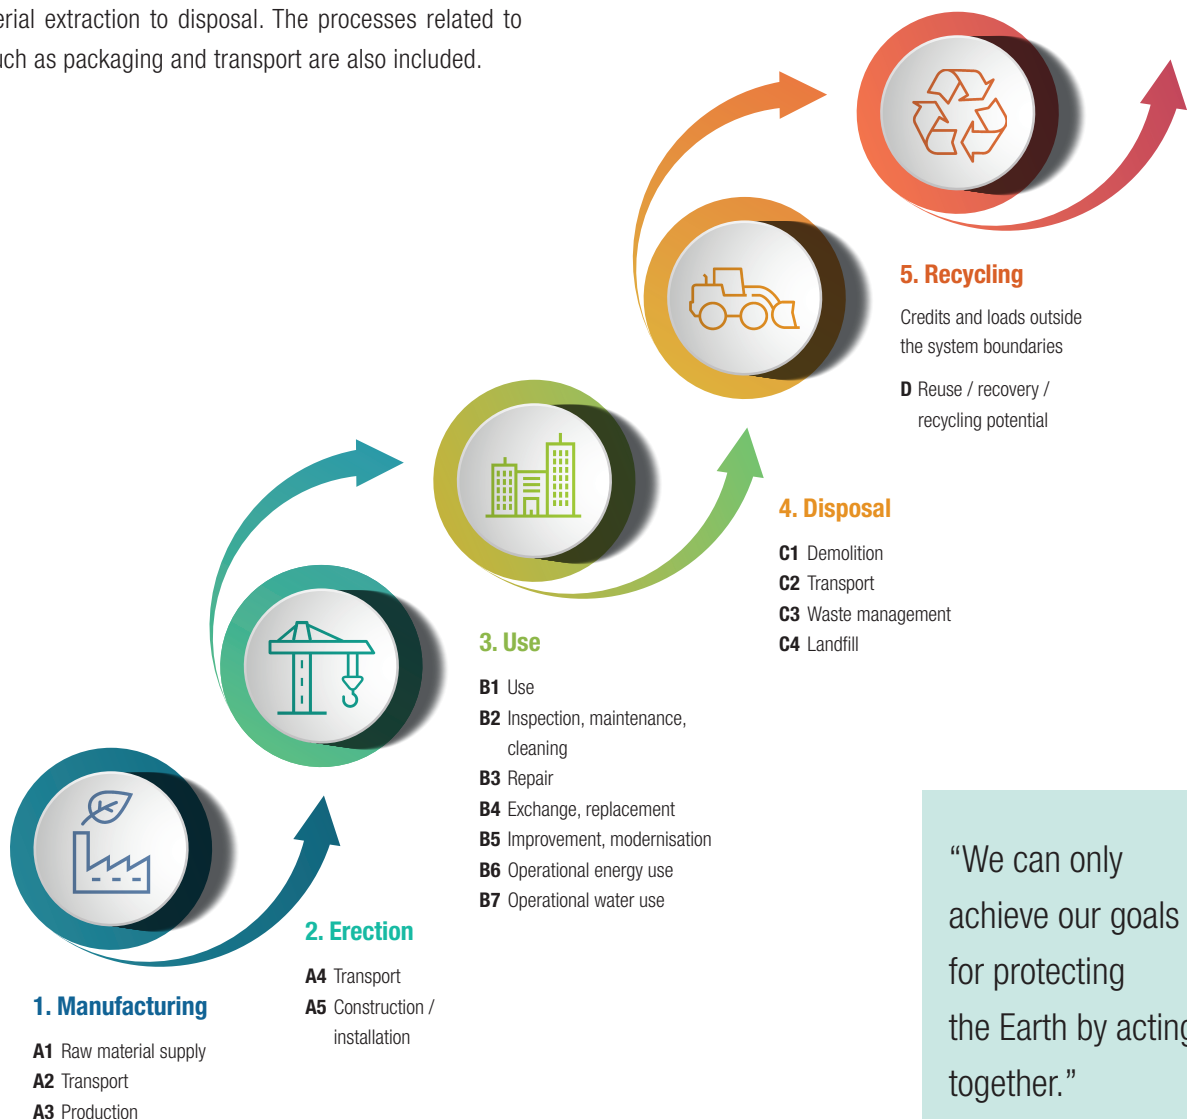 erial extraction to disposal. The processes related to
uch as packaging and transport are also included.
5. Recycling
Credits and loads outside
the system boundaries
D Reuse / recovery /
recycling potential
4. Disposal
C1 Demolition
C2 Transport
C3 Waste management
C4 Landfill
3. Use
B1 Use
B2 Inspection, maintenance,
cleaning
B3 Repair
B4 Exchange, replacement
B5 Improvement, modernisation
B6 Operational energy use
B7 Operational water use
2. Erection
A4 Transport
A5 Construction /
installation
1. Manufacturing
A1 Raw material supply
A2 Transport
A3 Production
“We can only
achieve our goals
for protecting
the Earth by acting
together.”